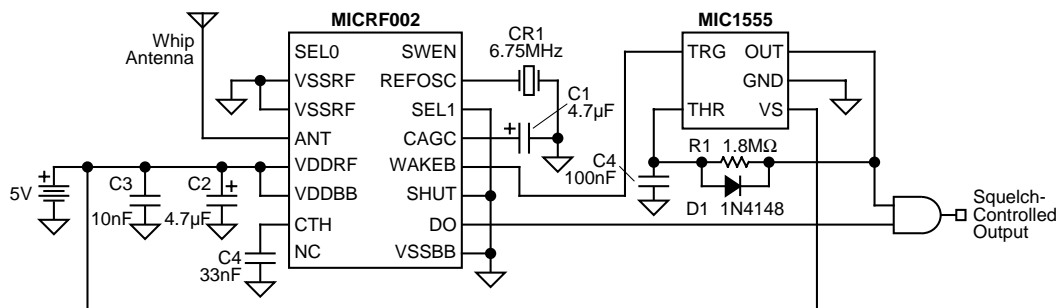 MICRF002
MIC1555
Whip
Antenna
SEL0
SWEN
CR1
6.75MHz
VSSRF
REFOSC
VSSRF
SEL1
C1
4.7µF
ANT
CAGC
VDDRF
WAKEB
VDDBB
SHUT
CTH
DO
NC
VSSBB
TRG
OUT
GND
THR
VS
R1 1.8MΩ
C4
100nF
D1 1N4148
5V
C3
10nF
C2
4.7µF
C4
33nF
+
+
+
Squelch-
Controlled
Output